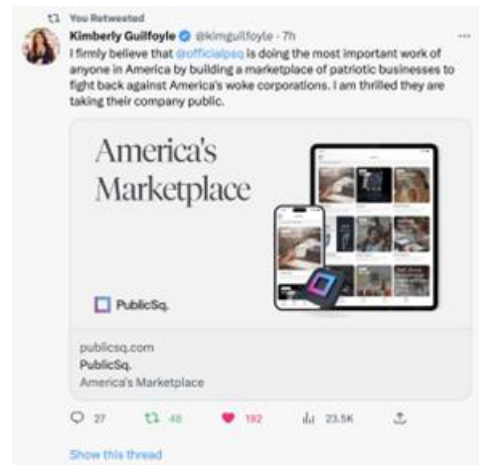 You Retweeted
Kimberly Guilfoyle @kimguilfoyle · 7h
I firmly believe that @officialpsq is doing the most important work of
anyone in America by building a marketplace of patriotic businesses to
fight back against America's woke corporations. I am thrilled they are
taking their company public.
America's
Marketplace
PublicSq.
publicsq.com
PublicSq.
America's Marketplace
27 48 192 23.5K
Show this thread